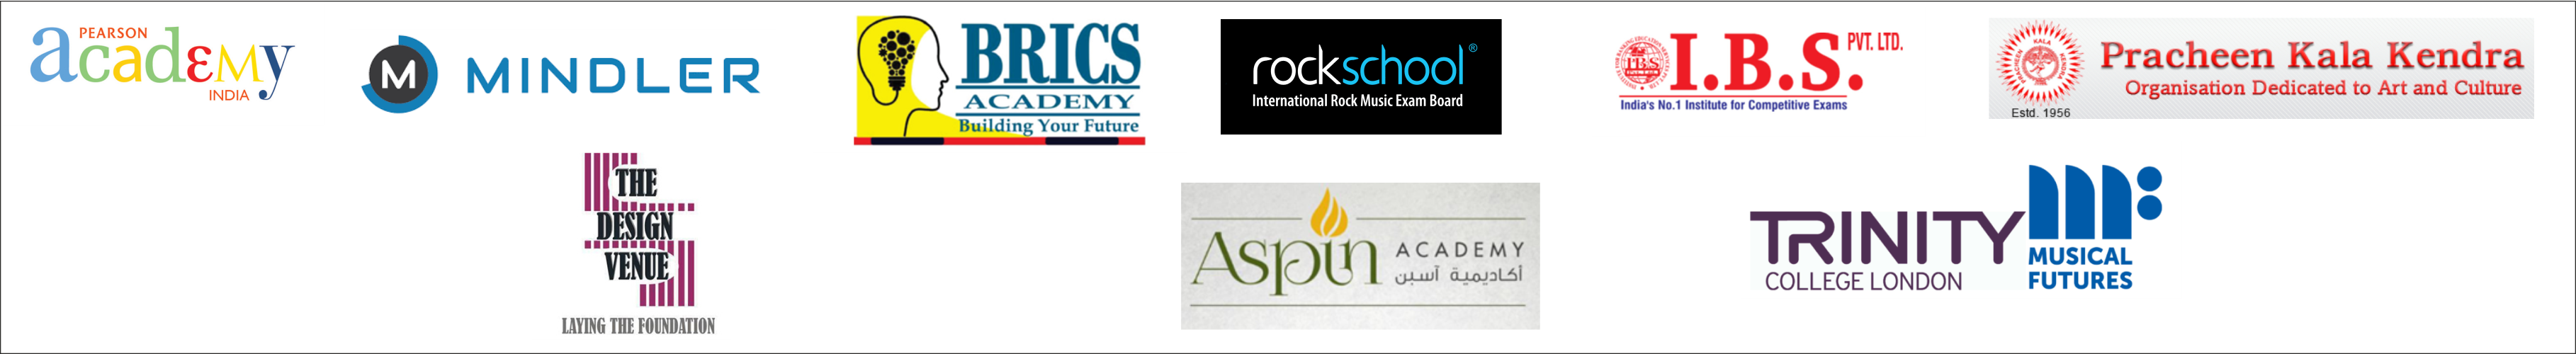 PEARSON
acadEMy
INDIA
M
MINDLER
BRICS
ACADEMY
Building Your Future
rockschool®
International Rock Music Exam Board
I.B.S. PVT. LTD.
I.B.S
India's No.1 Institute for Competitive Exams
Pracheen Kala Kendra
Organisation Dedicated to Art and Culture
Estd. 1956
THE
DESIGN
VENUE
LAYING THE FOUNDATION
Aspin ACADEMY
أكاديمية آسبن
TRINITY
COLLEGE LONDON
MUSICAL
FUTURES